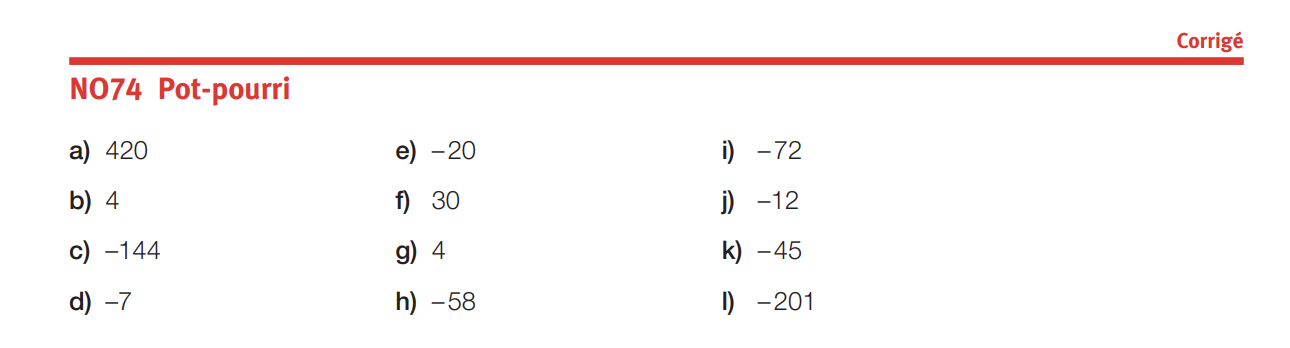 Corrigé
NO74 Pot-pourri
a) 420 e) –20 i) –72
b) 4 f) 30 j) –12
c) –144 g) 4 k) –45
d) –7 h) –58 l) –201